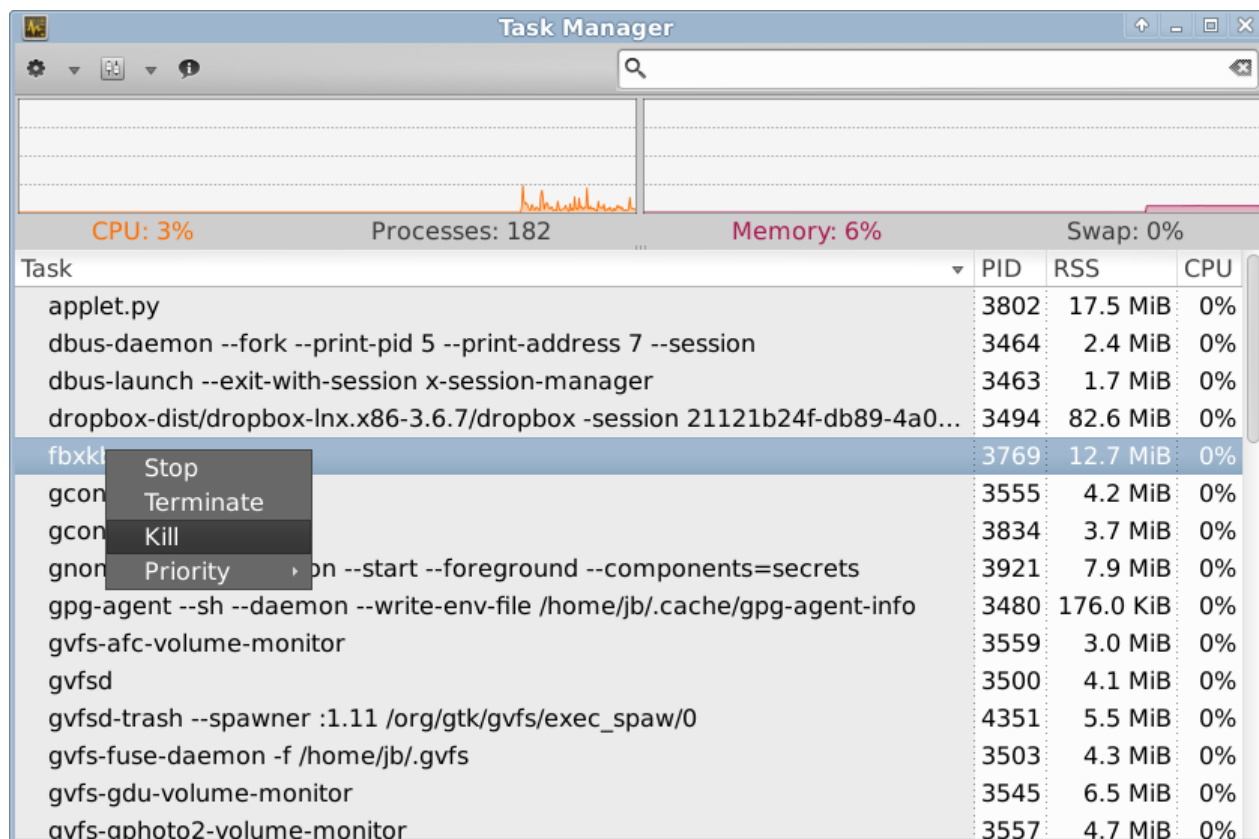 Task Manager
CPU: 3% Processes: 182 Memory: 6% Swap: 0%
Task PID RSS CPU
applet.py 3802 17.5 MiB 0%
dbus-daemon --fork --print-pid 5 --print-address 7 --session 3464 2.4 MiB 0%
dbus-launch --exit-with-session x-session-manager 3463 1.7 MiB 0%
dropbox-dist/dropbox-lnx.x86-3.6.7/dropbox -session 21121b24f-db89-4a0... 3494 82.6 MiB 0%
3769 12.7 MiB 0%
Stop
Terminate
Kill
Priority
gcon 3555 4.2 MiB 0%
gcon 3834 3.7 MiB 0%
gnon on --start --foreground --components=secrets 3921 7.9 MiB 0%
gpg-agent --sh --daemon --write-env-file /home/jb/.cache/gpg-agent-info 3480 176.0 KiB 0%
gvfs-afc-volume-monitor 3559 3.0 MiB 0%
gvfsd 3500 4.1 MiB 0%
gvfsd-trash --spawner :1.11 /org/gtk/gvfs/exec_spaw/0 4351 5.5 MiB 0%
gvfs-fuse-daemon -f /home/jb/.gvfs 3503 4.3 MiB 0%
gvfs-gdu-volume-monitor 3545 6.5 MiB 0%
gvfs-gphoto2-volume-monitor 3557 4.7 MiB 0%